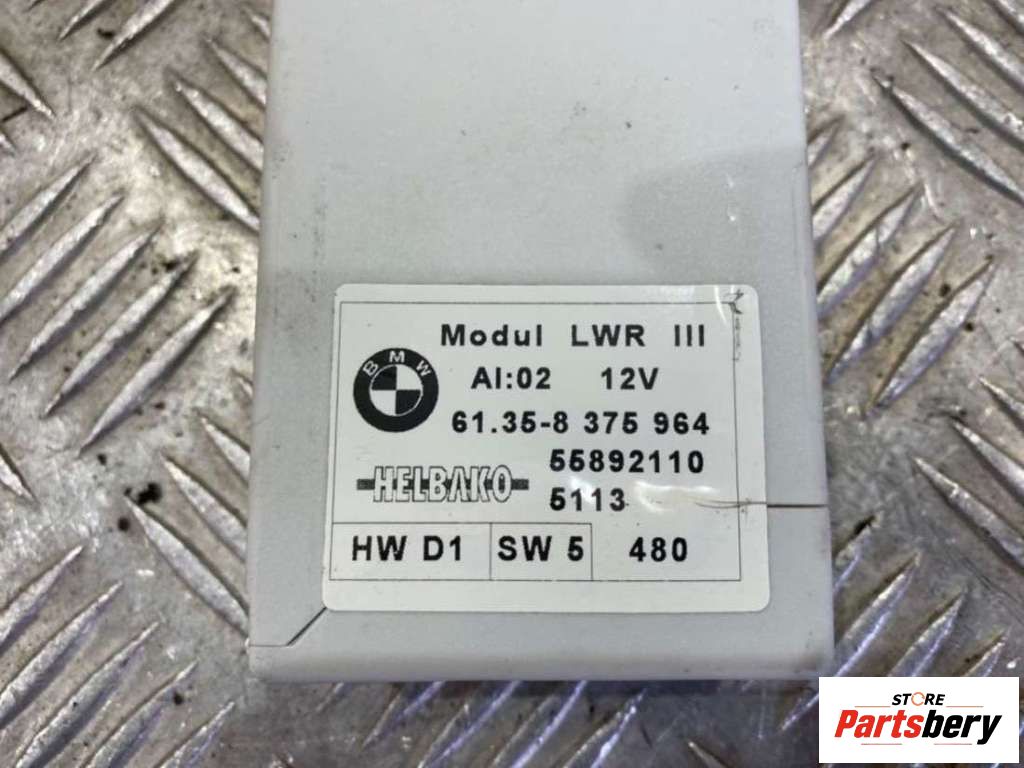 Modul LWR III
BMW
AI:02 12V
61.35-8 375 964
55892110
HELBAKO
5113
HW D1 SW 5 480
STORE
Partsbery